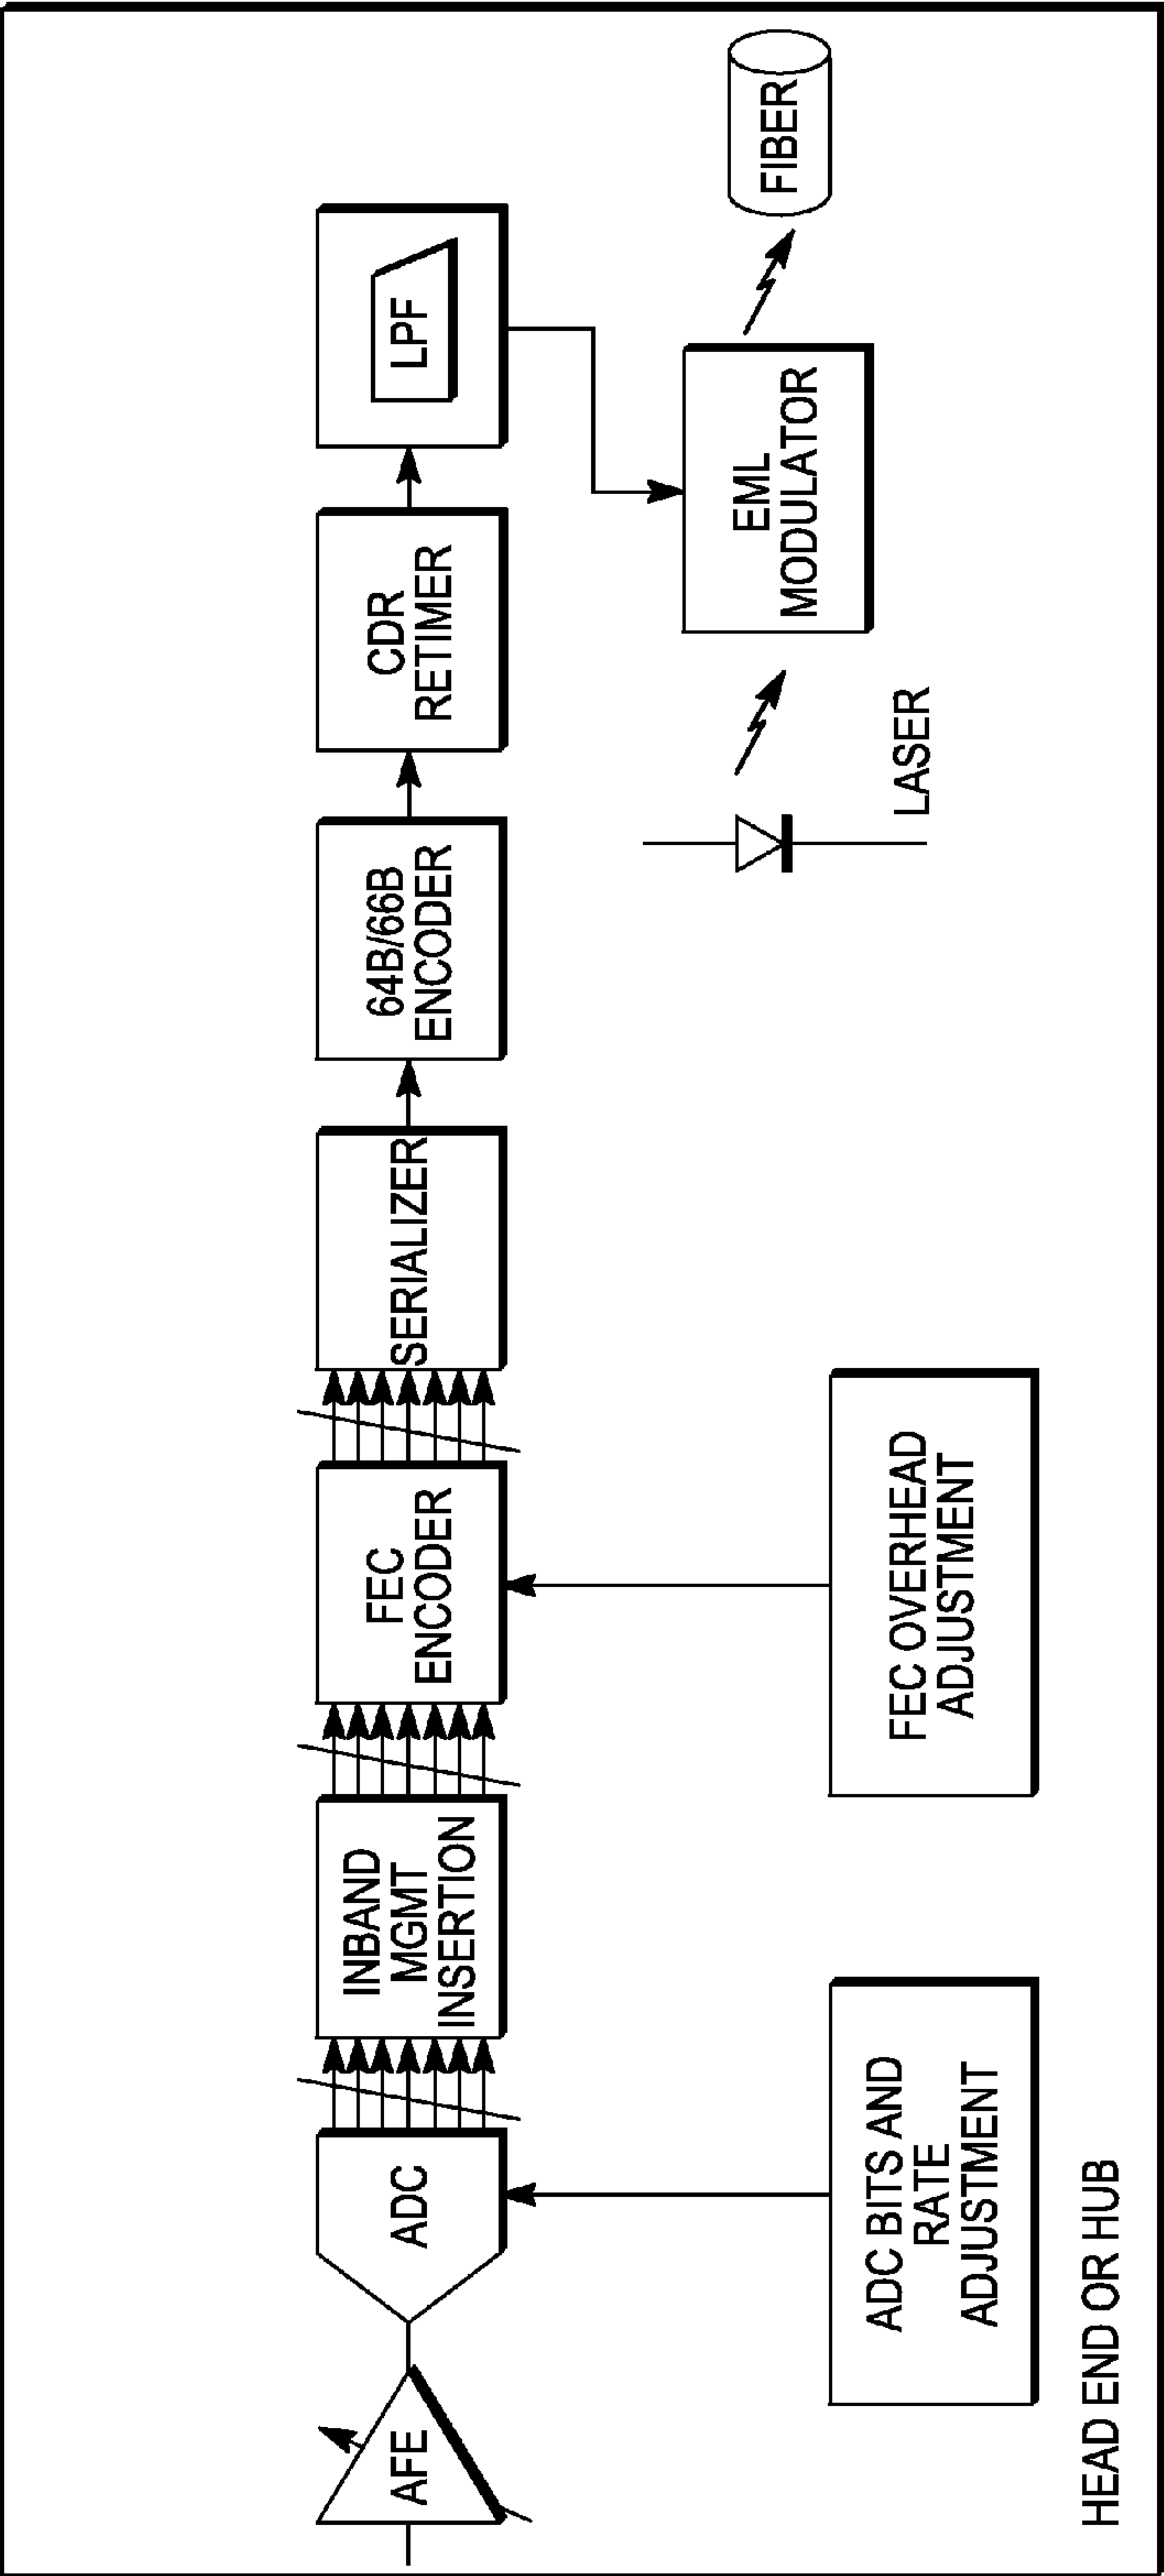 AFE
ADC
INBAND
MGMT
INSERTION
FEC
ENCODER
SERIALIZER
64B/66B
ENCODER
CDR
RETIMER
LPF
ADC BITS AND
RATE
ADJUSTMENT
FEC OVERHEAD
ADJUSTMENT
LASER
EML
MODULATOR
FIBER
HEAD END OR HUB